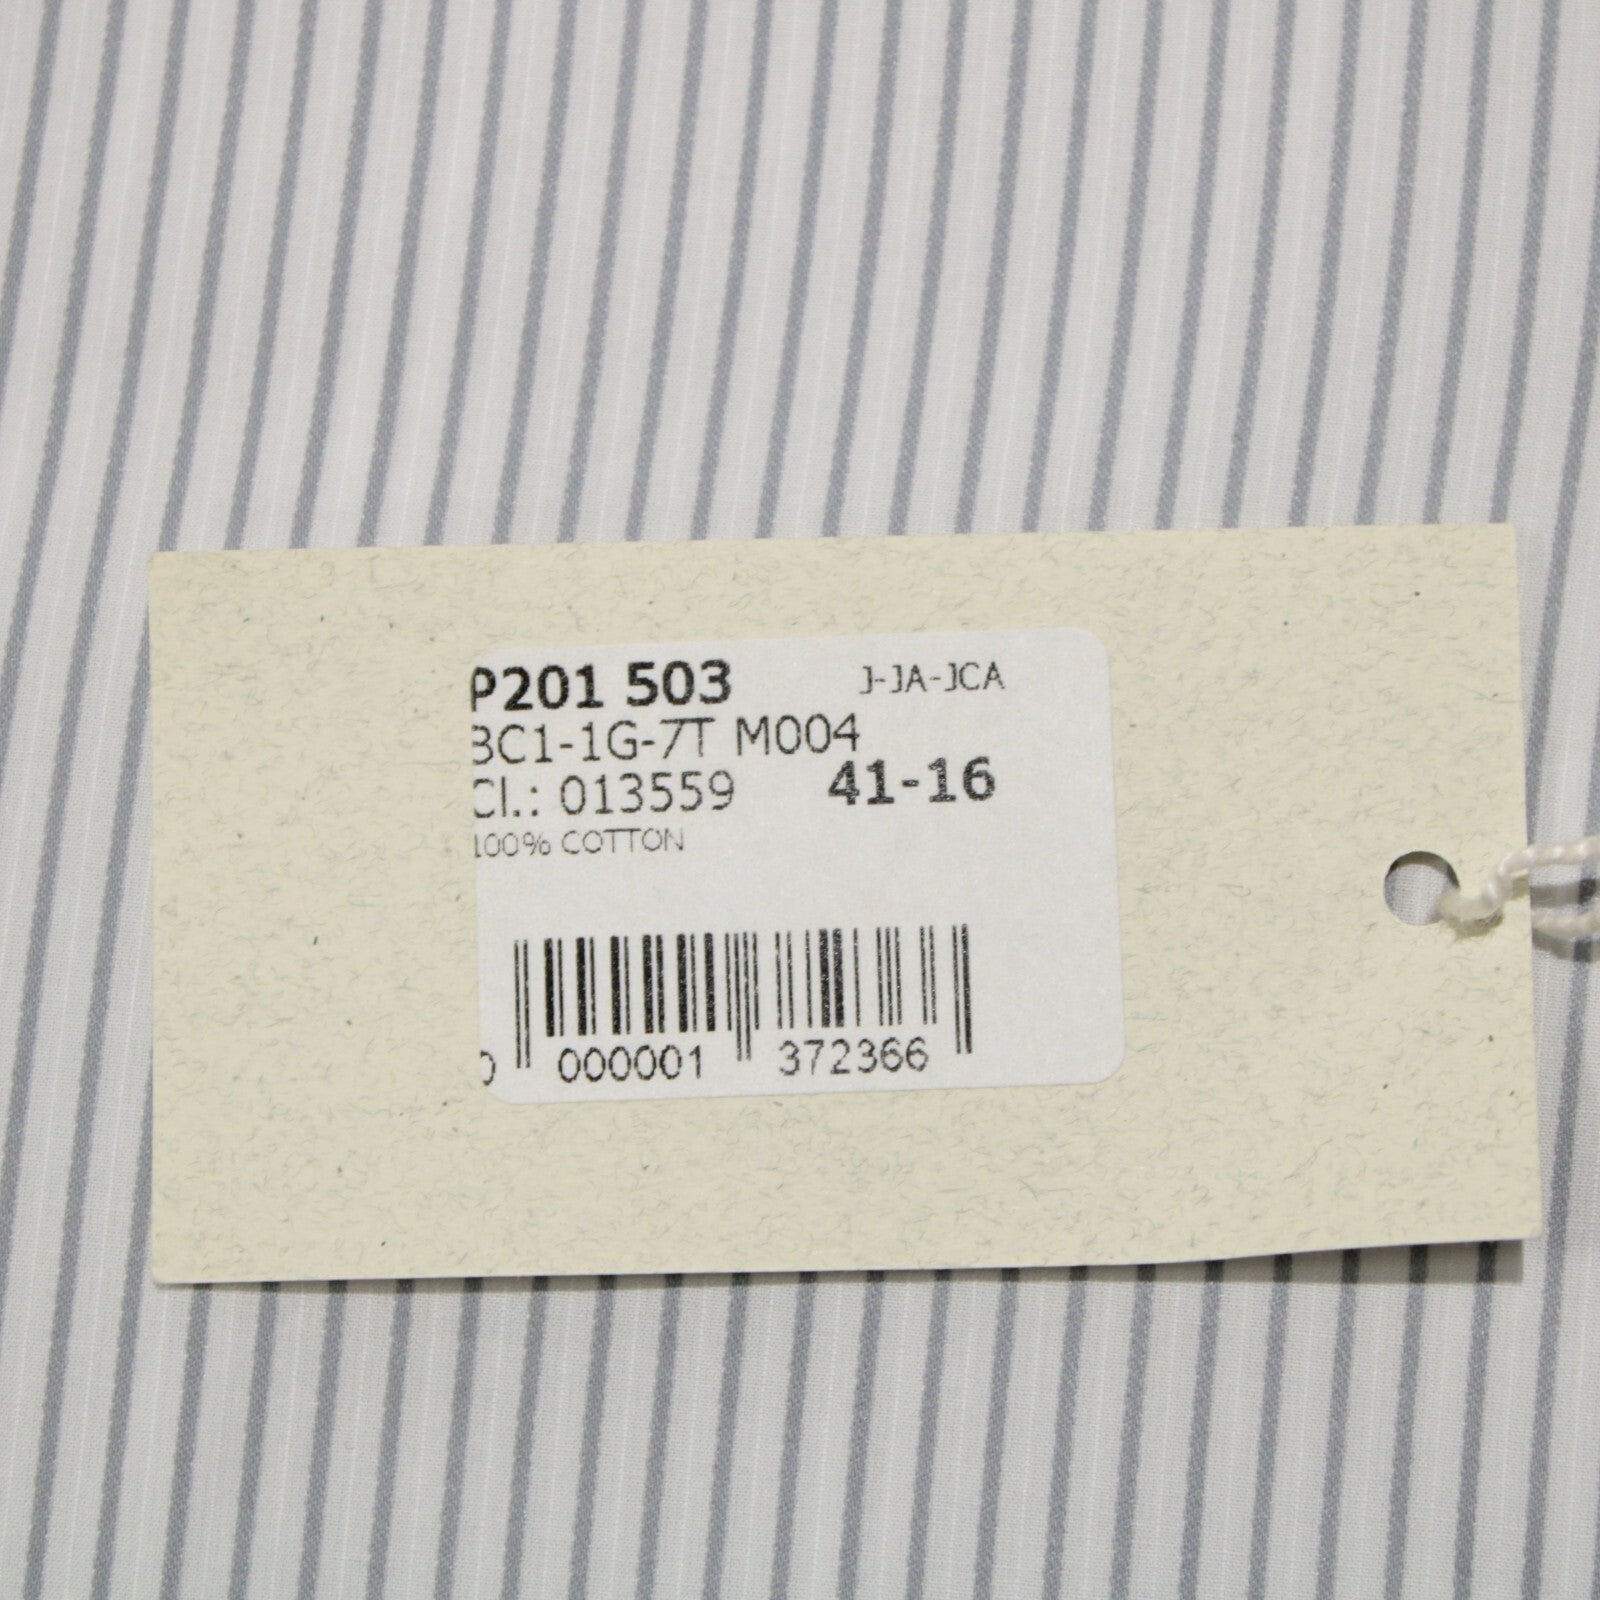 P201 503 J-JA-JCA
BC1-1G-7T M004
Cl.: 013559 41-16
100% COTTON
0 000001 372366